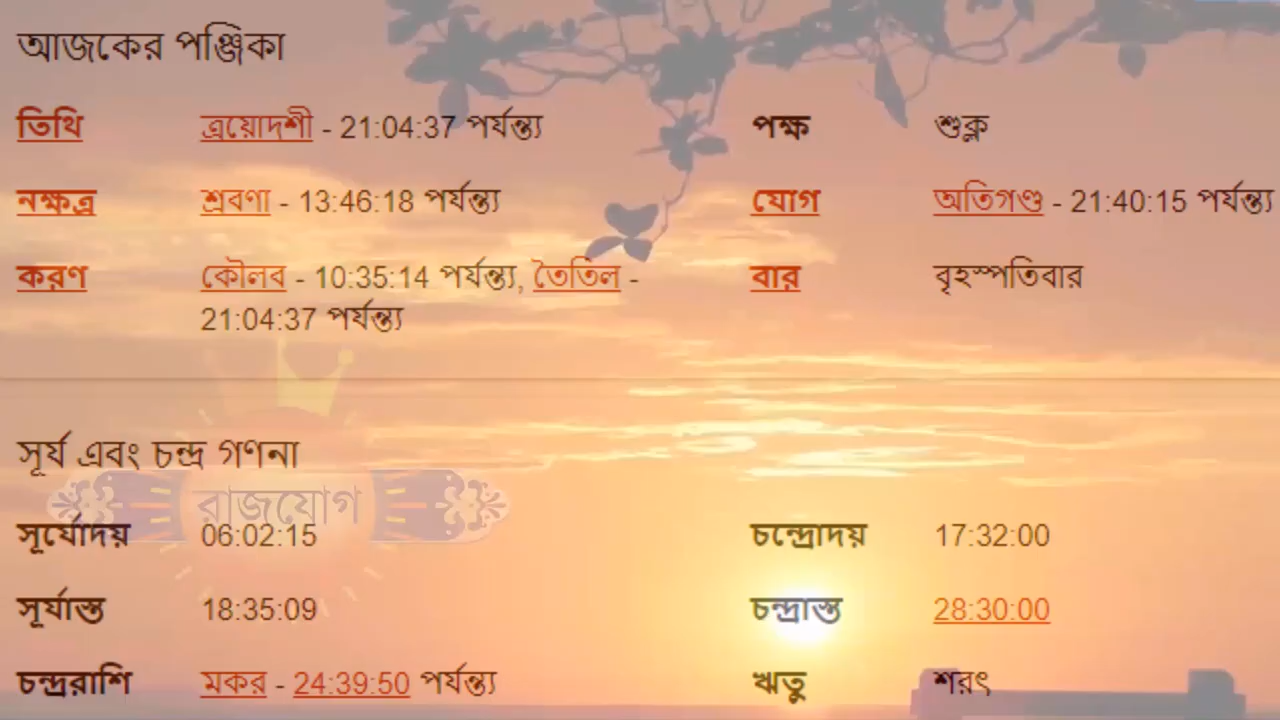 আজকের পঞ্জিকা
তিথি ত্রয়োদশী - 21:04:37 পর্যন্ত্য পক্ষ শুক্ল
নক্ষত্র শ্রবণা - 13:46:18 পর্যন্ত্য যোগ অতিগণ্ড - 21:40:15 পর্যন্ত্য
করণ কৌলব - 10:35:14 পর্যন্ত্য, তৈতিল - বার বৃহস্পতিবার
21:04:37 পর্যন্ত্য
সূর্য এবং চন্দ্র গণনা
রাজযোগ
সূর্যোদয় 06:02:15 চন্দ্রোদয় 17:32:00
সূর্যাস্ত 18:35:09 চন্দ্রাস্ত 28:30:00
চন্দ্ররাশি মকর - 24:39:50 পর্যন্ত্য ঋতু শরৎ